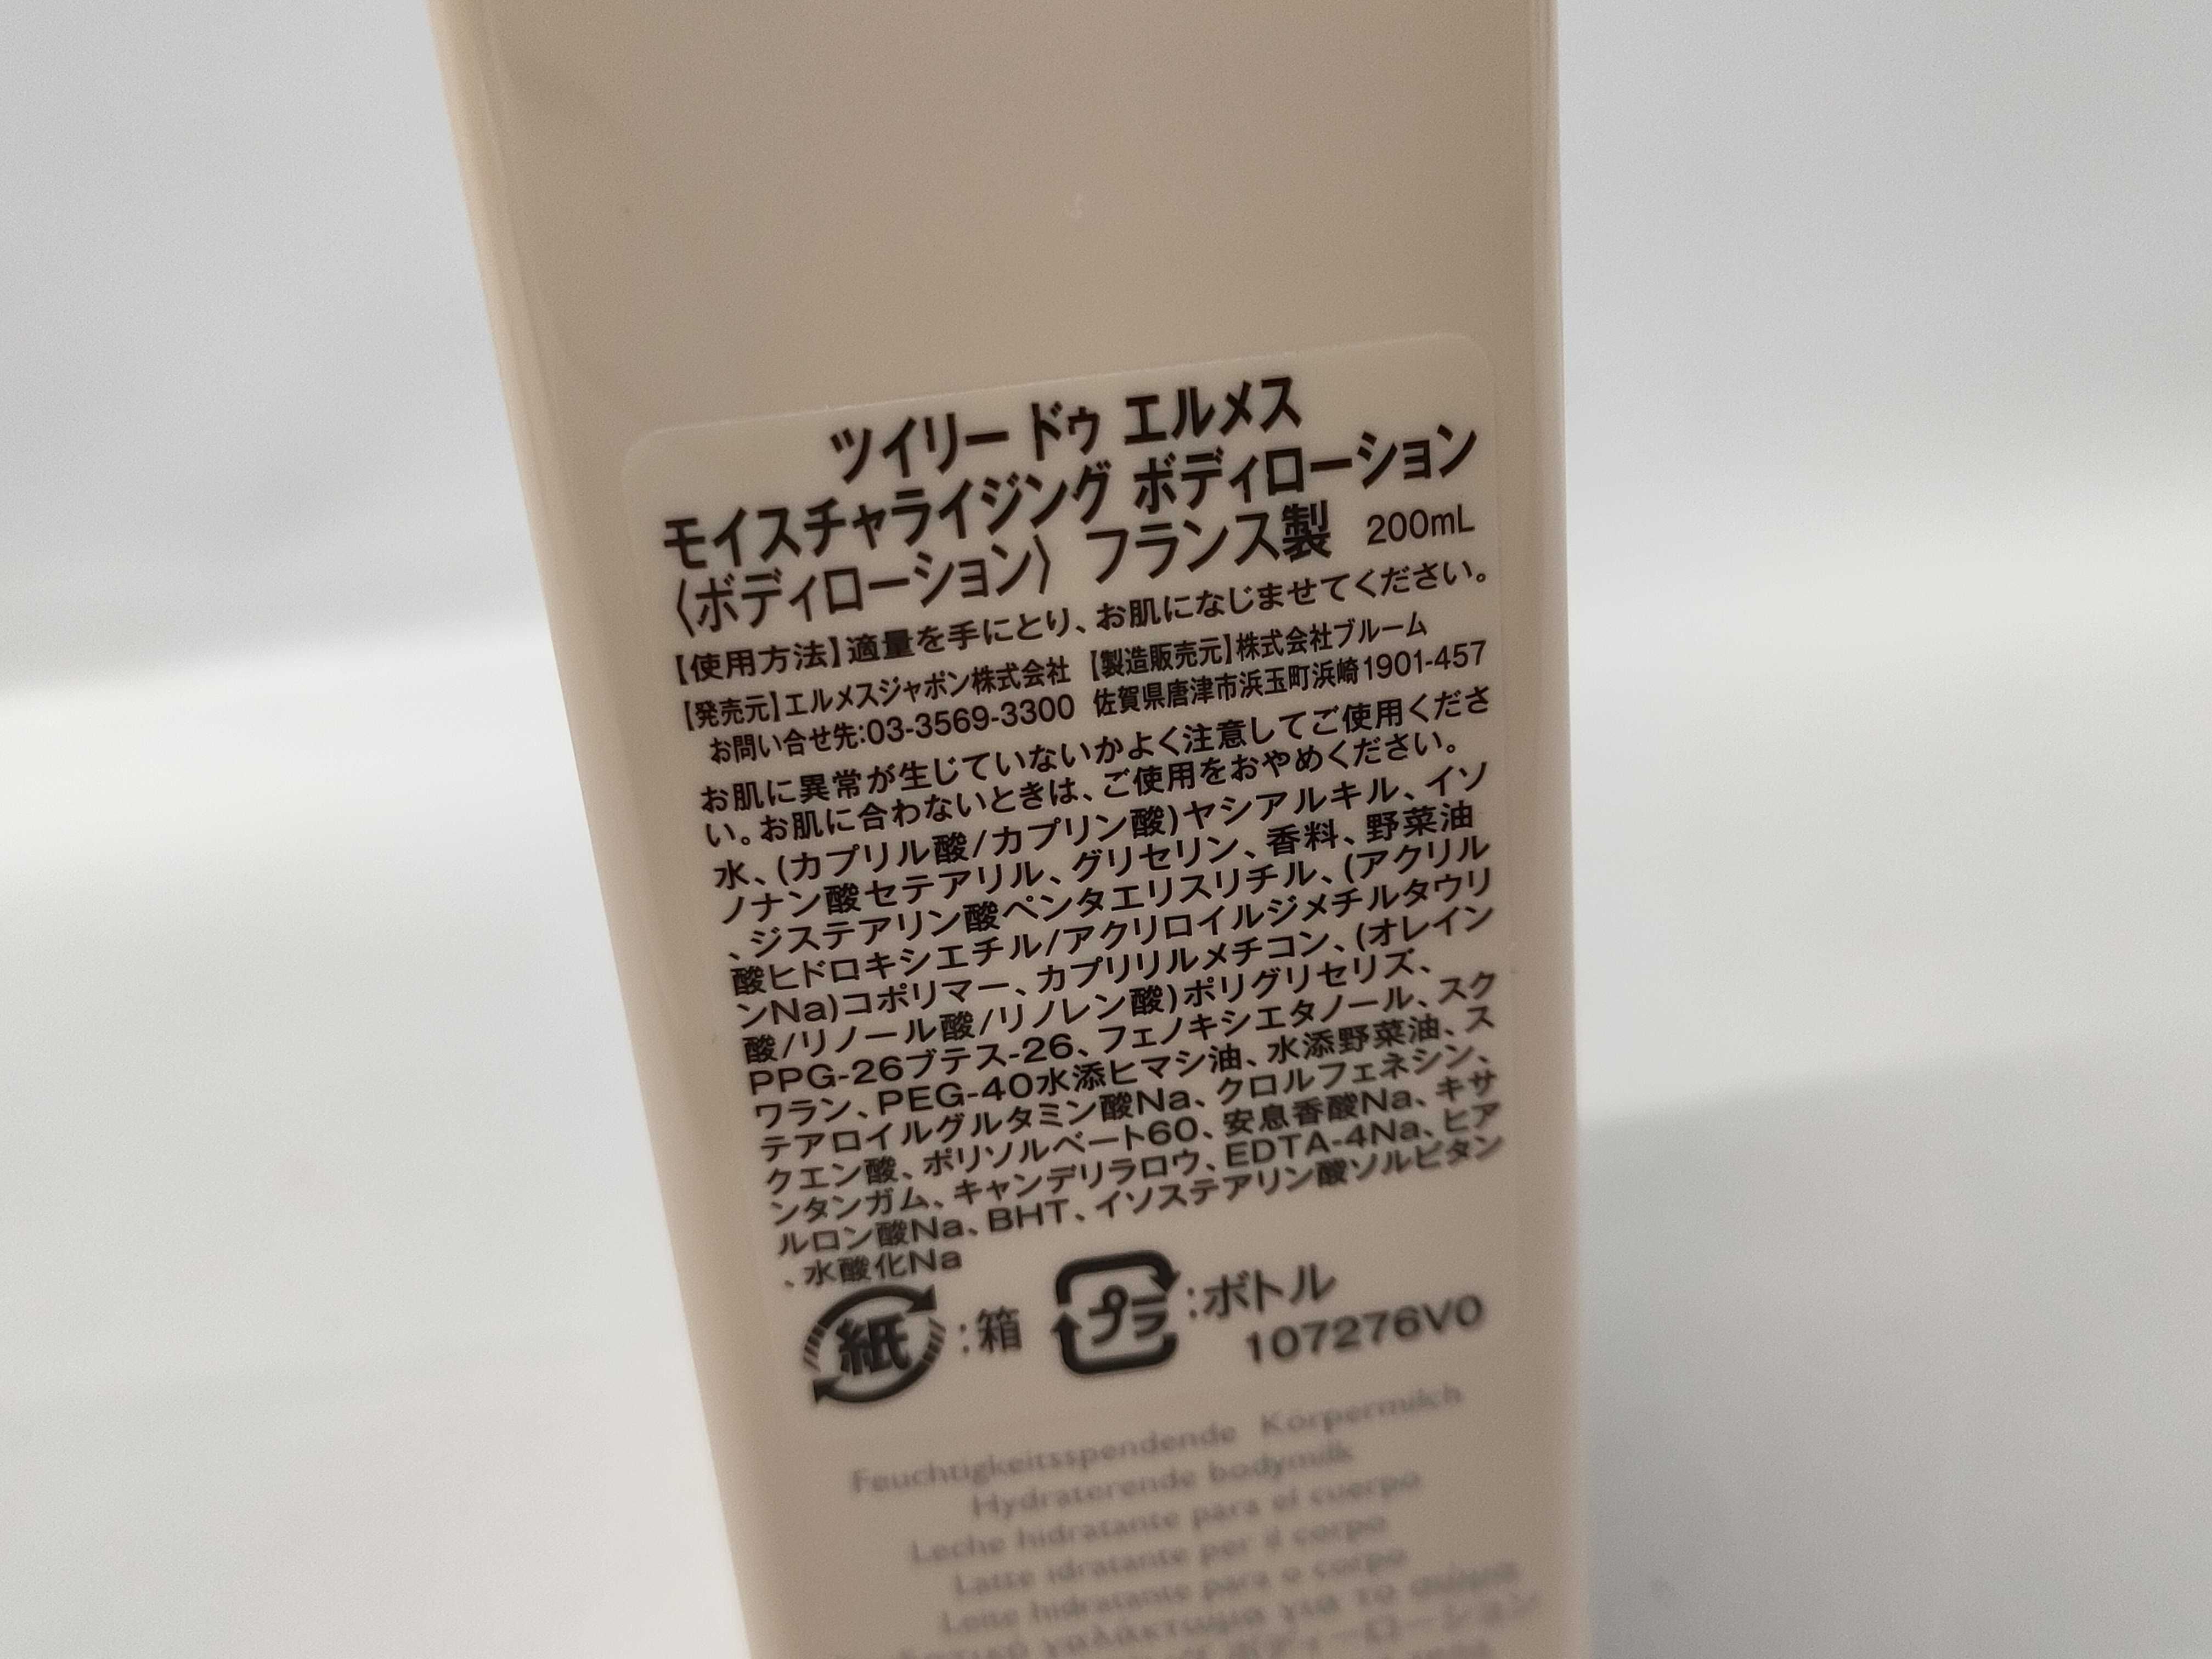 ツイリー ドゥ エルメス
モイスチャライジング ボディローション
〈ボディローション〉 フランス製 200mL
【使用方法】適量を手にとり、お肌になじませてください。
【発売元】エルメスジャポン株式会社 【製造販売元】株式会社ブルーム
お問い合せ先:03-3569-3300 佐賀県唐津市浜玉町浜崎1901-457
お肌に異常が生じていないかよく注意してご使用くださ
い。お肌に合わないときは、ご使用をおやめください。
水、(カプリル酸/カプリン酸)ヤシアルキル、イソ
ノナン酸セテアリル、グリセリン、香料、野菜油
、ジステアリン酸ペンタエリスリチル、(アクリル
酸ヒドロキシエチル/アクリロイルジメチルタウリ
ンNa)コポリマー、カプリリルメチコン、(オレイン
酸/リノール酸/リノレン酸)ポリグリセリズ、
PPG-26ブテス-26、フェノキシエタノール、スク
ワラン、PEG-40水添ヒマシ油、水添野菜油、ス
テアロイルグルタミン酸Na、クロルフェネシン、
クエン酸、ポリソルベート60、安息香酸Na、キサ
ンタンガム、キャンデリラロウ、EDTA-4Na、ヒア
ルロン酸Na、BHT、イソステアリン酸ソルビタン
、水酸化Na
紙 :箱 プラ :ボトル
107276V0
Feuchtigkeitsspendende Körpermilch
Hydraterende bodymilk
Leche hidratante para el cuerpo
Latte idratante per il corpo
Leite hidratante para o corpo
γαλάκτωμα για το σώμα